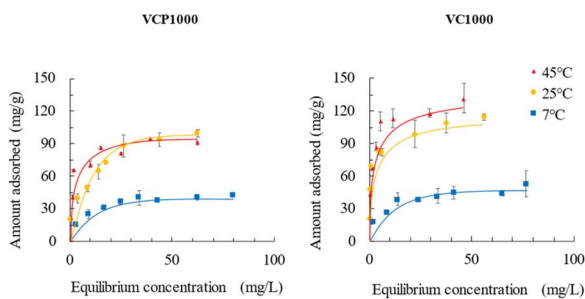 VCP1000
Amount adsorbed (mg/g)
150
120
90
60
30
0
0
50
100
Equilibrium concentration (mg/L)
VC1000
Amount adsorbed (mg/g)
150
120
90
60
30
0
0
50
100
Equilibrium concentration (mg/L)
45°C
25°C
7°C